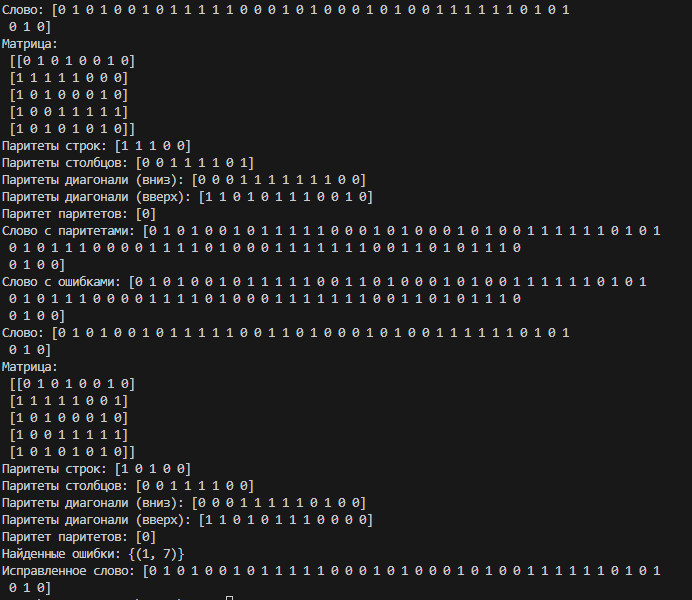 Слово: [0 1 0 1 0 0 1 0 1 1 1 1 1 0 0 0 1 0 1 0 0 0 1 0 1 0 0 1 1 1 1 1 1 0 1 0 1
0 1 0]
Матрица:
[[0 1 0 1 0 0 1 0]
[1 1 1 1 1 0 0 0]
[1 0 1 0 0 0 1 0]
[1 0 0 1 1 1 1 1]
[1 0 1 0 1 0 1 0]]
Паритеты строк: [1 1 1 0 0]
Паритеты столбцов: [0 0 1 1 1 1 0 1]
Паритеты диагонали (вниз): [0 0 0 1 1 1 1 1 1 1 0 0]
Паритеты диагонали (вверх): [1 1 0 1 0 1 1 1 0 0 1 0]
Паритет паритетов: [0]
Слово с паритетами: [0 1 0 1 0 0 1 0 1 1 1 1 1 0 0 0 1 0 1 0 0 0 1 0 1 0 0 1 1 1 1 1 1 0 1 0 1
0 1 0 1 1 1 0 0 0 0 1 1 1 1 0 1 0 0 0 1 1 1 1 1 1 1 0 0 1 1 0 1 0 1 1 1 0
0 0 1 0 0]
Слово с ошибками: [0 1 0 1 0 0 1 0 1 1 1 1 1 0 0 1 1 0 1 0 0 0 1 0 1 0 0 1 1 1 1 1 1 0 1 0 1
0 1 0 1 1 1 0 0 0 0 1 1 1 1 0 1 0 0 0 1 1 1 1 1 1 1 0 0 1 1 0 1 0 1 1 1 0
0 0 1 0 0]
Слово: [0 1 0 1 0 0 1 0 1 1 1 1 1 0 0 1 1 0 1 0 0 0 1 0 1 0 0 1 1 1 1 1 1 0 1 0 1
0 1 0]
Матрица:
[[0 1 0 1 0 0 1 0]
[1 1 1 1 1 0 0 1]
[1 0 1 0 0 0 1 0]
[1 0 0 1 1 1 1 1]
[1 0 1 0 1 0 1 0]]
Паритеты строк: [1 0 1 0 0]
Паритеты столбцов: [0 0 1 1 1 1 0 0]
Паритеты диагонали (вниз): [0 0 0 1 1 1 1 1 0 1 0 0]
Паритеты диагонали (вверх): [1 1 0 1 0 1 1 1 0 0 0 0]
Паритет паритетов: [0]
Найденные ошибки: {(1, 7)}
Исправленное слово: [0 1 0 1 0 0 1 0 1 1 1 1 1 0 0 0 1 0 1 0 0 0 1 0 1 0 0 1 1 1 1 1 1 0 1 0 1
0 1 0]